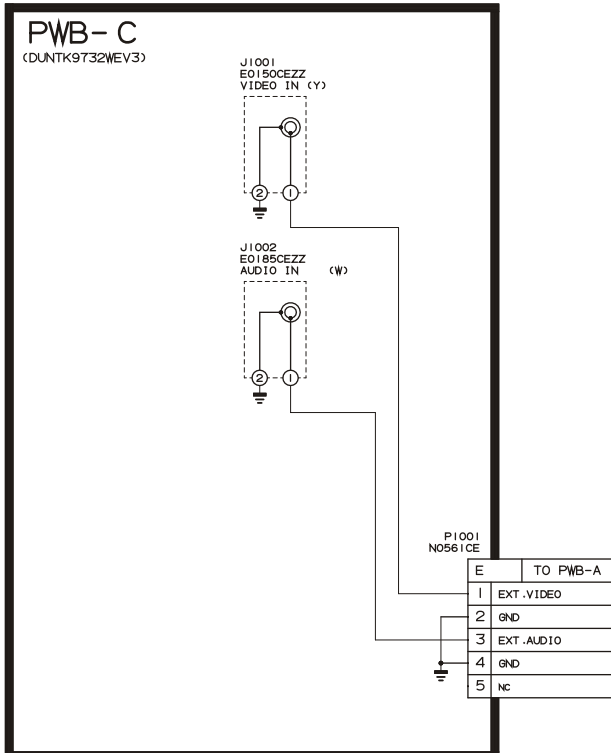 PWB-C
(DUNTK9732WEV3)
J1001
E0150CEZZ
VIDEO IN (Y)
2 1
J1002
E0185CEZZ
AUDIO IN (W)
2 1
P1001
N0561CE
E TO PWB-A
1 EXT.VIDEO
2 GND
3 EXT.AUDIO
4 GND
5 NC